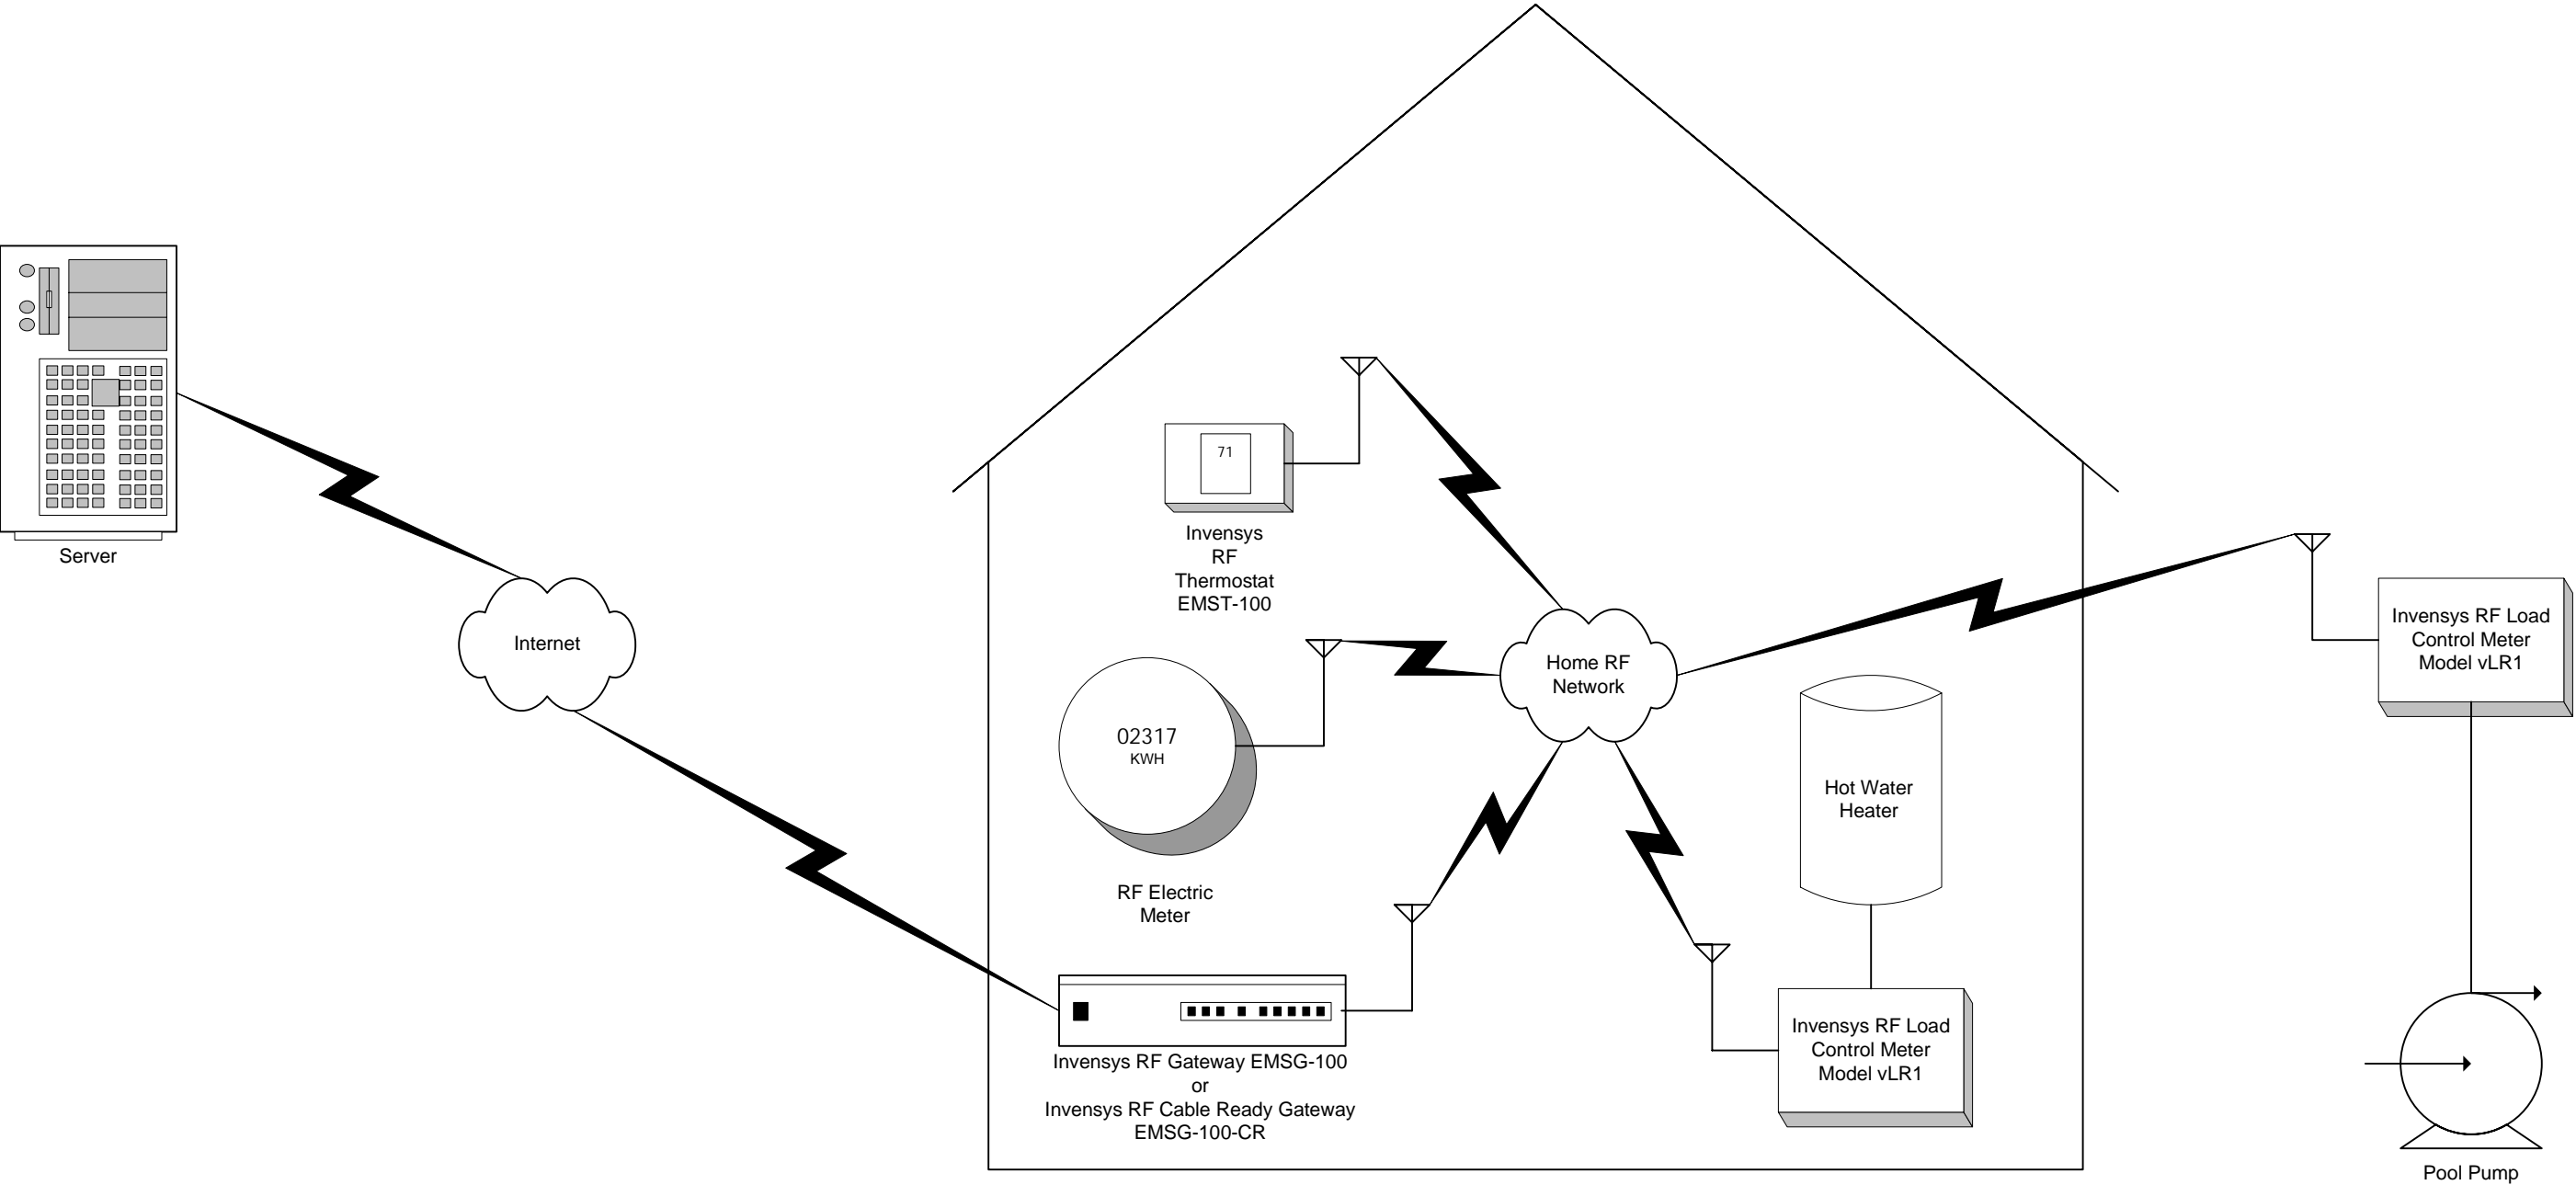 Server
Internet
71
Invensys
RF
Thermostat
EMST-100
02317
KWH
RF Electric
Meter
Invensys RF Gateway EMSG-100
or
Invensys RF Cable Ready Gateway
EMSG-100-CR
Home RF
Network
Hot Water
Heater
Invensys RF Load
Control Meter
Model vLR1
Invensys RF Load
Control Meter
Model vLR1
Pool Pump